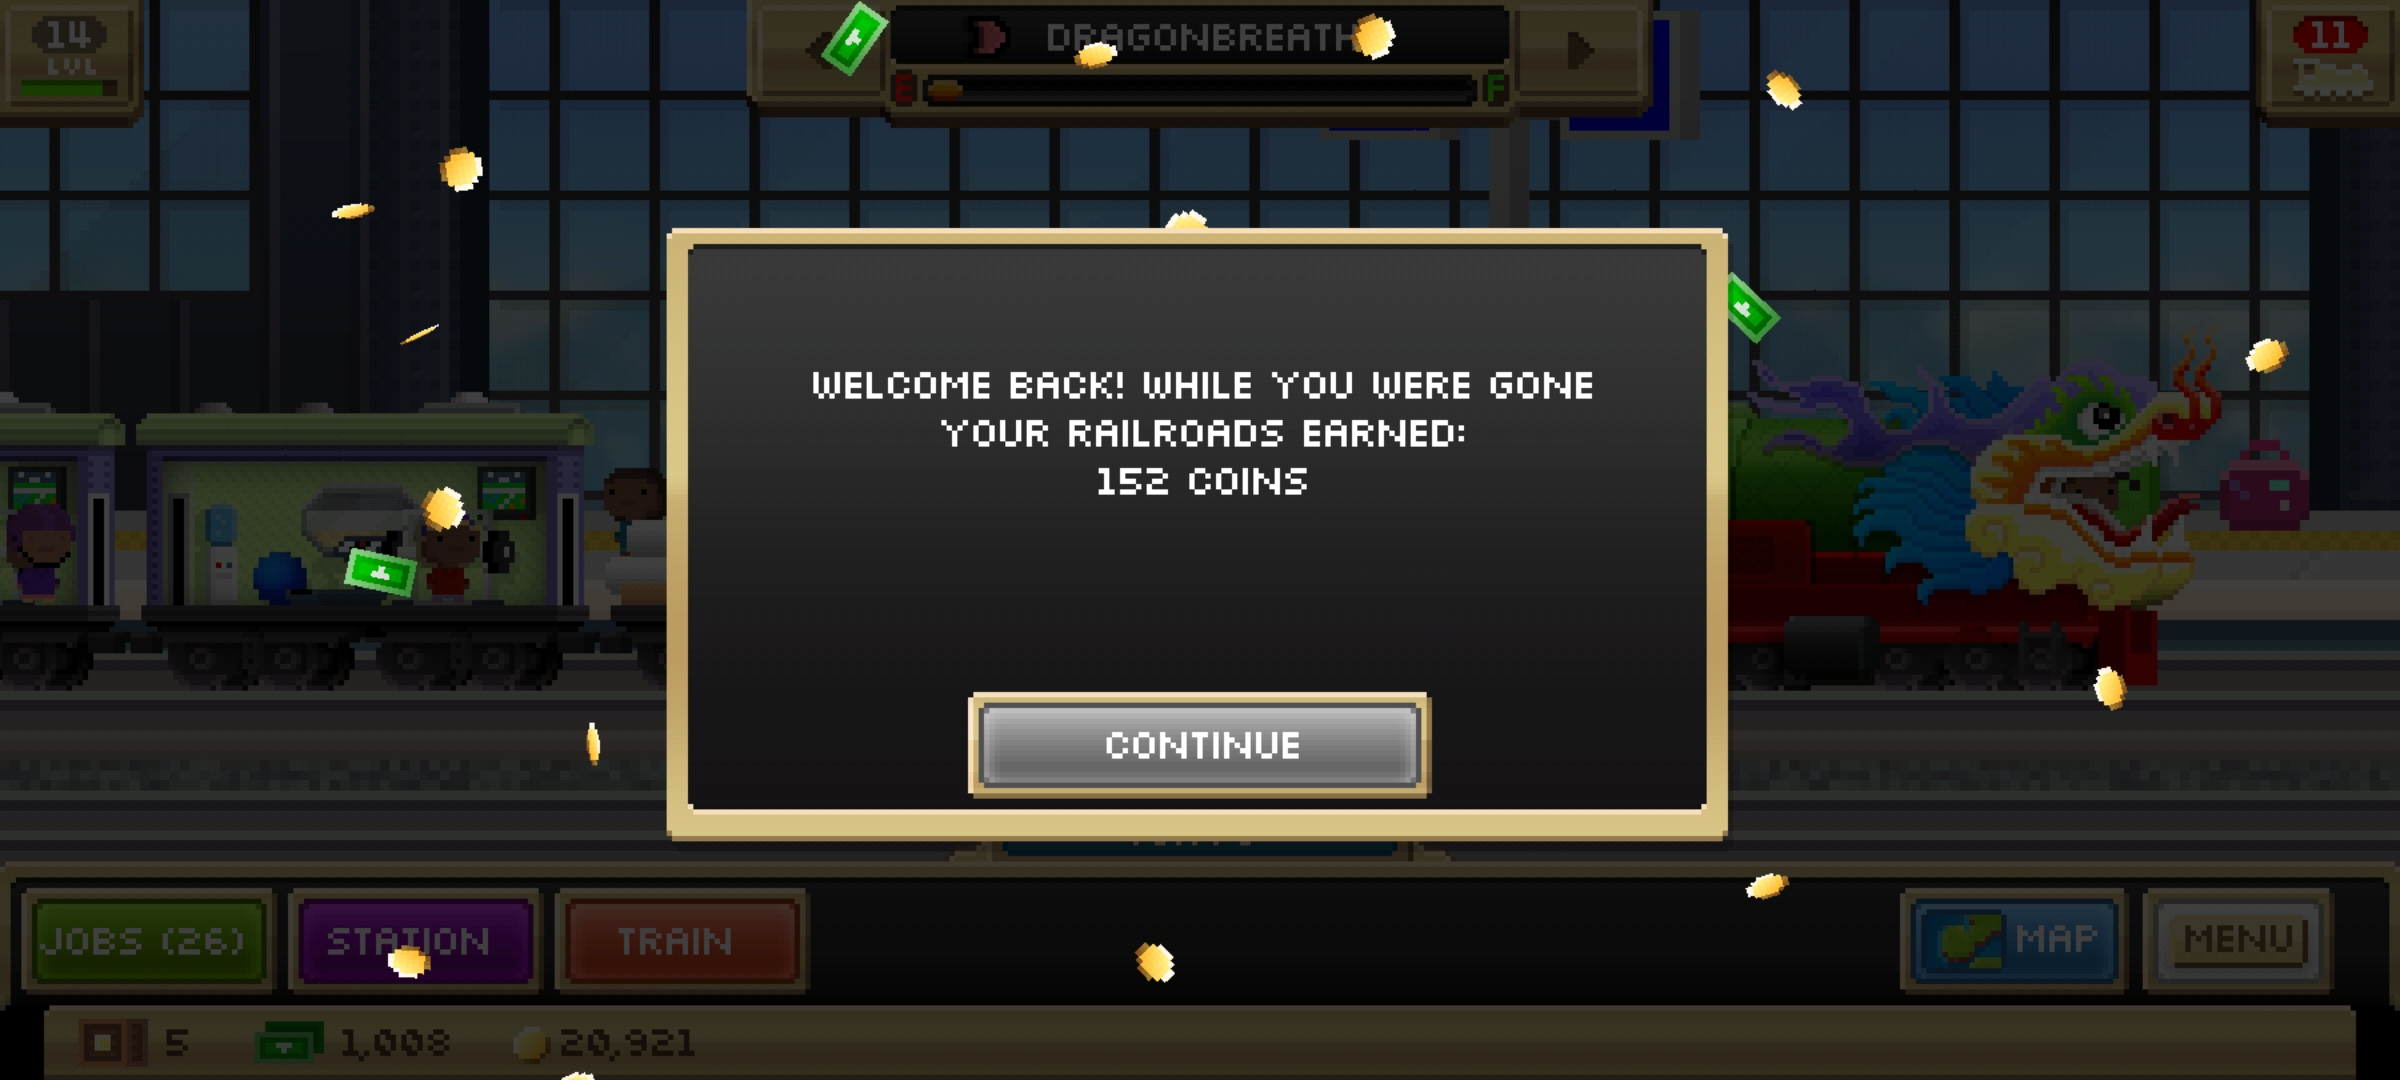 14
LVL
DRAGONBREATH
E F
11
WELCOME BACK! WHILE YOU WERE GONE
YOUR RAILROADS EARNED:
152 COINS
CONTINUE
JOBS (26) STATION TRAIN MAP MENU
5 1,008 20,921